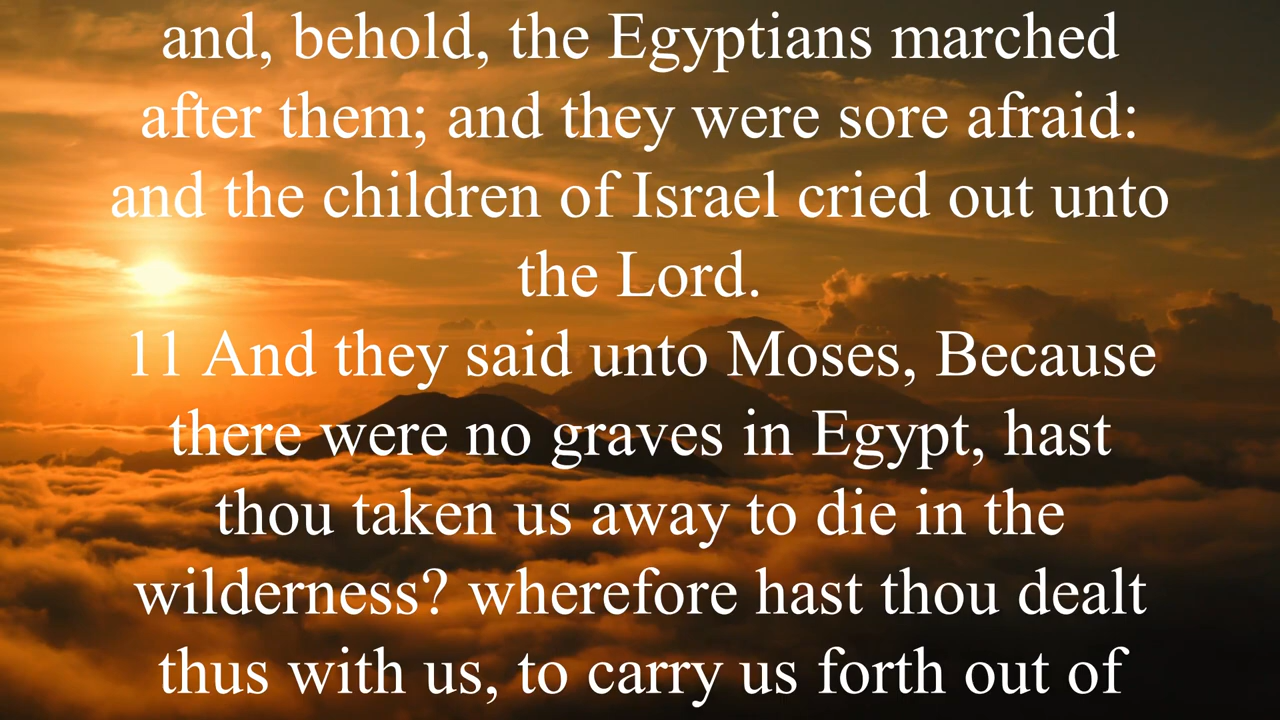 and, behold, the Egyptians marched
after them; and they were sore afraid:
and the children of Israel cried out unto
the Lord.
11 And they said unto Moses, Because
there were no graves in Egypt, hast
thou taken us away to die in the
wilderness? wherefore hast thou dealt
thus with us, to carry us forth out of